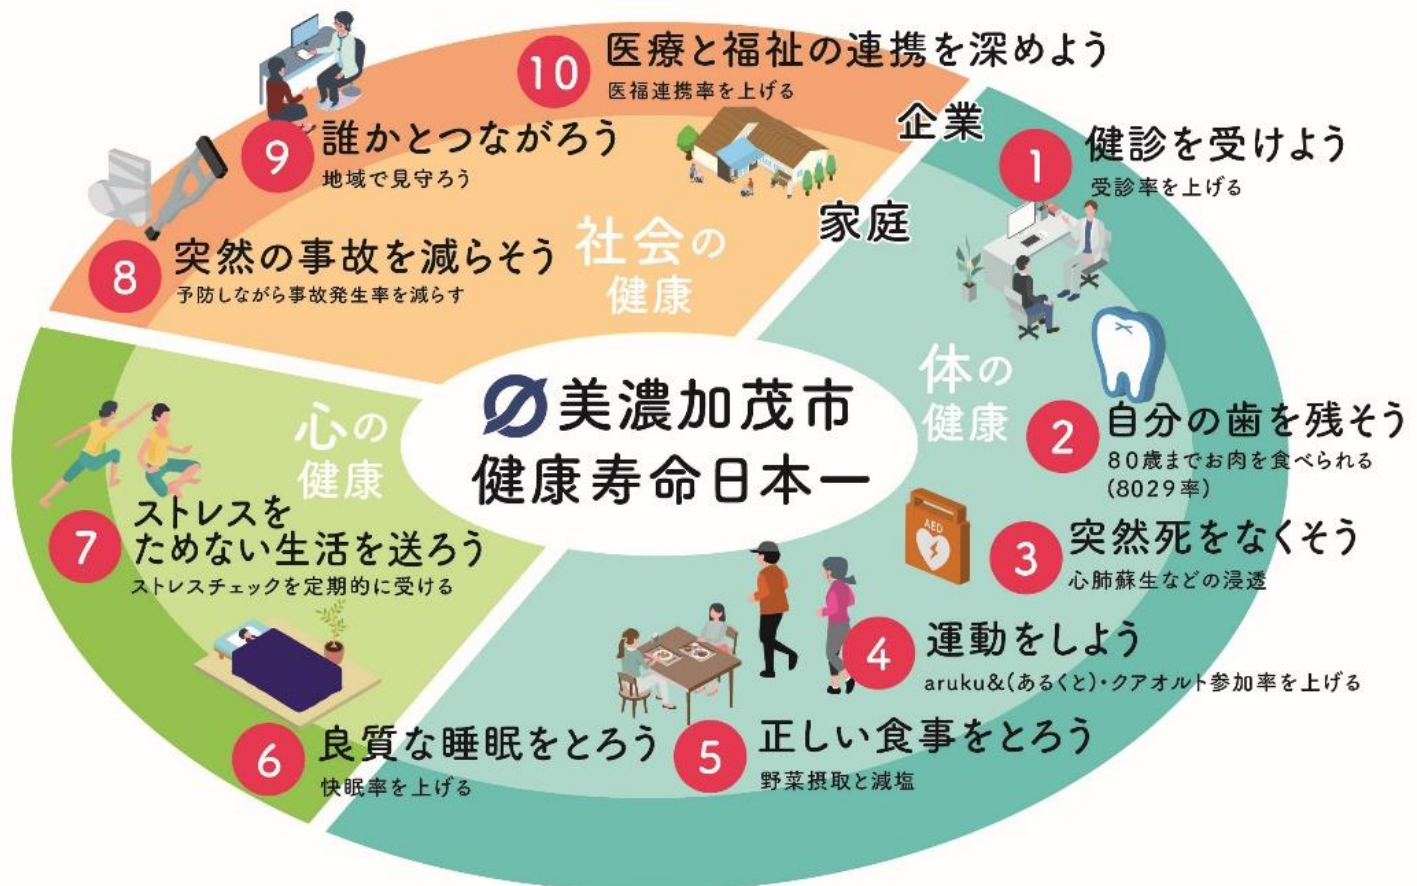 美濃加茂市
健康寿命日本一
企業
家庭
体の
健康
1
健診を受けよう
受診率を上げる
2
自分の歯を残そう
80歳までお肉を食べられる
(8029率)
AED
3
突然死をなくそう
心肺蘇生などの浸透
4
運動をしよう
aruku&(あるくと)・クアオルト参加率を上げる
5
正しい食事をとろう
野菜摂取と減塩
心の
健康
6
良質な睡眠をとろう
快眠率を上げる
7
ストレスを
ためない生活を送ろう
ストレスチェックを定期的に受ける
社会の
健康
8
突然の事故を減らそう
予防しながら事故発生率を減らす
9
誰かとつながろう
地域で見守ろう
10
医療と福祉の連携を深めよう
医福連携率を上げる